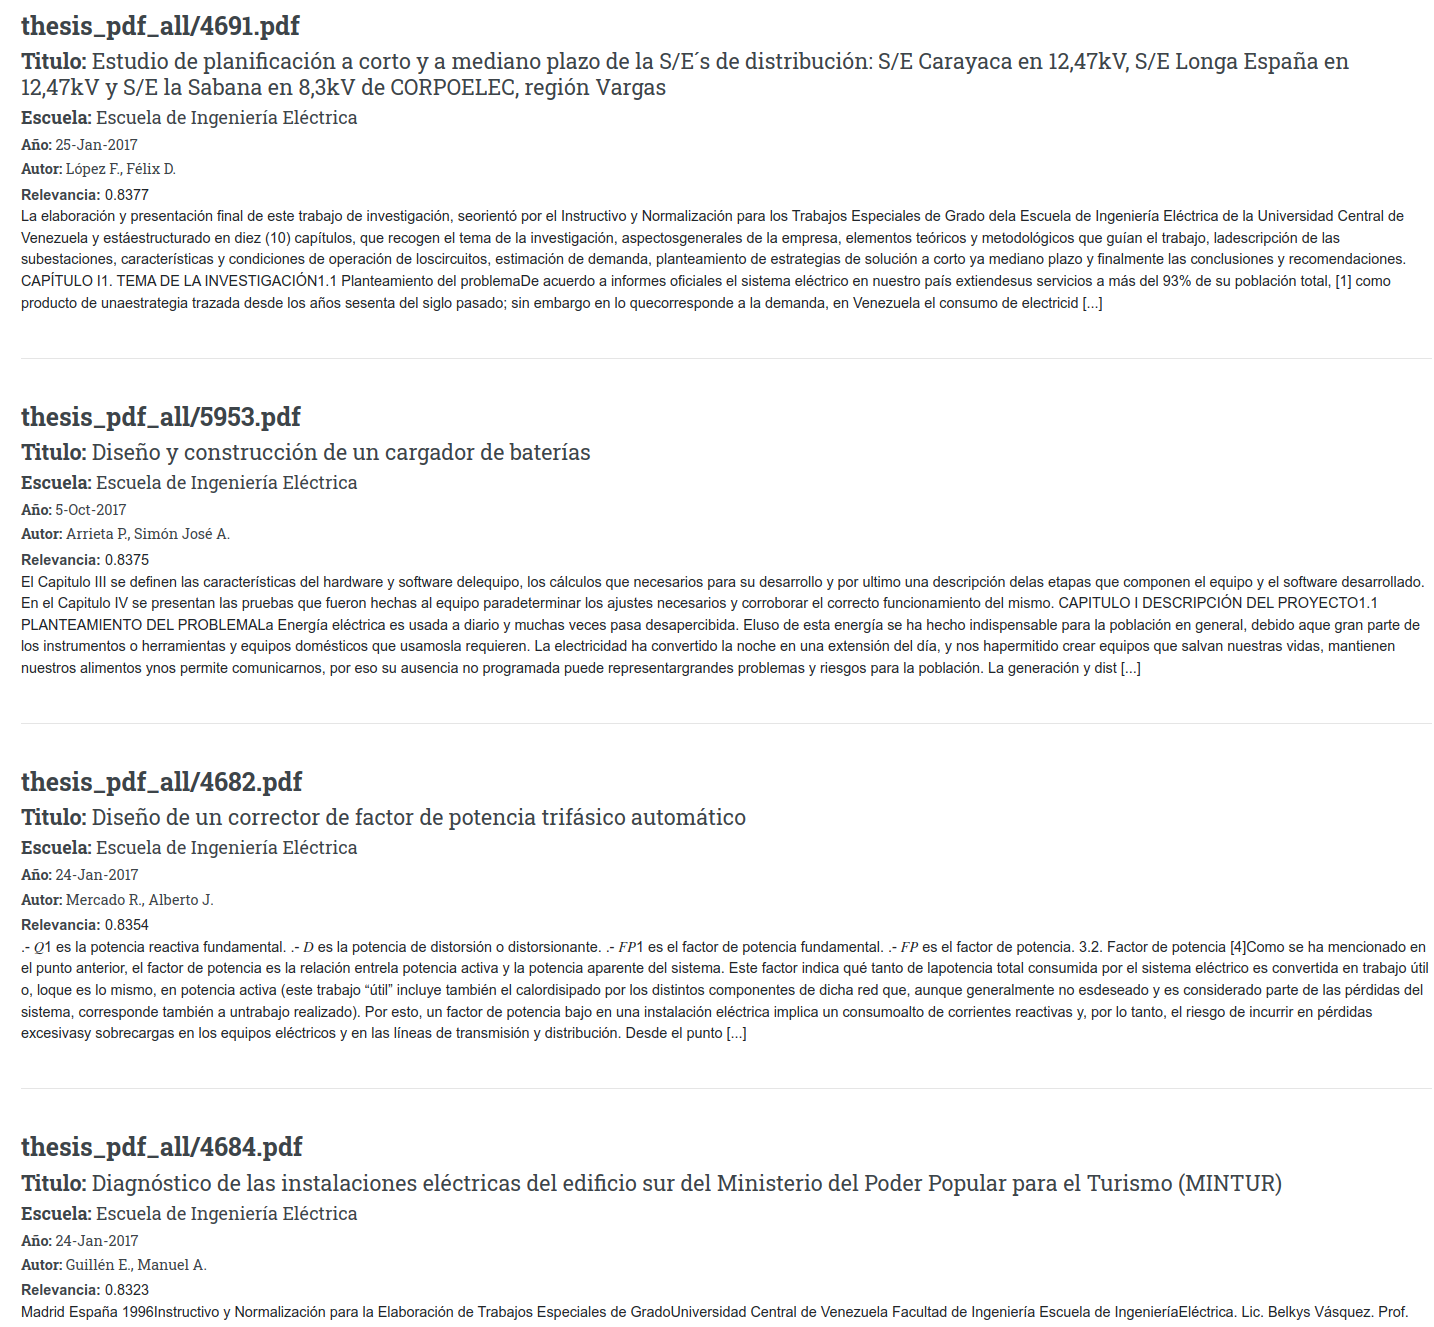 thesis_pdf_all/4691.pdf
Titulo: Estudio de planificación a corto y a mediano plazo de la S/E´s de distribución: S/E Carayaca en 12,47kV, S/E Longa España en
12,47kV y S/E la Sabana en 8,3kV de CORPOELEC, región Vargas
Escuela: Escuela de Ingeniería Eléctrica
Año: 25-Jan-2017
Autor: López F., Félix D.
Relevancia: 0.8377
La elaboración y presentación final de este trabajo de investigación, seorientó por el Instructivo y Normalización para los Trabajos Especiales de Grado dela Escuela de Ingeniería Eléctrica de la Universidad Central de
Venezuela y estáestructurado en diez (10) capítulos, que recogen el tema de la investigación, aspectosgenerales de la empresa, elementos teóricos y metodológicos que guían el trabajo, ladescripción de las
subestaciones, características y condiciones de operación de loscircuitos, estimación de demanda, planteamiento de estrategias de solución a corto ya mediano plazo y finalmente las conclusiones y recomendaciones.
CAPÍTULO I1. TEMA DE LA INVESTIGACIÓN1.1 Planteamiento del problemaDe acuerdo a informes oficiales el sistema eléctrico en nuestro país extiendesus servicios a más del 93% de su población total, [1] como
producto de unaestrategia trazada desde los años sesenta del siglo pasado; sin embargo en lo quecorresponde a la demanda, en Venezuela el consumo de electricid [...]
thesis_pdf_all/5953.pdf
Titulo: Diseño y construcción de un cargador de baterías
Escuela: Escuela de Ingeniería Eléctrica
Año: 5-Oct-2017
Autor: Arrieta P., Simón José A.
Relevancia: 0.8375
El Capitulo III se definen las características del hardware y software delequipo, los cálculos que necesarios para su desarrollo y por ultimo una descripción delas etapas que componen el equipo y el software desarrollado.
En el Capitulo IV se presentan las pruebas que fueron hechas al equipo paradeterminar los ajustes necesarios y corroborar el correcto funcionamiento del mismo. CAPITULO I DESCRIPCIÓN DEL PROYECTO1.1
PLANTEAMIENTO DEL PROBLEMALa Energía eléctrica es usada a diario y muchas veces pasa desapercibida. Eluso de esta energía se ha hecho indispensable para la población en general, debido aque gran parte de
los instrumentos o herramientas y equipos domésticos que usamosla requieren. La electricidad ha convertido la noche en una extensión del día, y nos hapermitido crear equipos que salvan nuestras vidas, mantienen
nuestros alimentos ynos permite comunicarnos, por eso su ausencia no programada puede representargrandes problemas y riesgos para la población. La generación y dist [...]
thesis_pdf_all/4682.pdf
Titulo: Diseño de un corrector de factor de potencia trifásico automático
Escuela: Escuela de Ingeniería Eléctrica
Año: 24-Jan-2017
Autor: Mercado R., Alberto J.
Relevancia: 0.8354
.- 𝑄1 es la potencia reactiva fundamental. .- 𝐷 es la potencia de distorsión o distorsionante. .- 𝐹𝑃1 es el factor de potencia fundamental. .- 𝐹𝑃 es el factor de potencia. 3.2. Factor de potencia [4]Como se ha mencionado en
el punto anterior, el factor de potencia es la relación entrela potencia activa y la potencia aparente del sistema. Este factor indica qué tanto de lapotencia total consumida por el sistema eléctrico es convertida en trabajo útil
o, loque es lo mismo, en potencia activa (este trabajo “útil” incluye también el calordisipado por los distintos componentes de dicha red que, aunque generalmente no esdeseado y es considerado parte de las pérdidas del
sistema, corresponde también a untrabajo realizado). Por esto, un factor de potencia bajo en una instalación eléctrica implica un consumoalto de corrientes reactivas y, por lo tanto, el riesgo de incurrir en pérdidas
excesivasy sobrecargas en los equipos eléctricos y en las líneas de transmisión y distribución. Desde el punto [...]
thesis_pdf_all/4684.pdf
Titulo: Diagnóstico de las instalaciones eléctricas del edificio sur del Ministerio del Poder Popular para el Turismo (MINTUR)
Escuela: Escuela de Ingeniería Eléctrica
Año: 24-Jan-2017
Autor: Guillén E., Manuel A.
Relevancia: 0.8323
Madrid España 1996Instructivo y Normalización para la Elaboración de Trabajos Especiales de GradoUniversidad Central de Venezuela Facultad de Ingeniería Escuela de IngenieríaEléctrica. Lic. Belkys Vásquez. Prof.